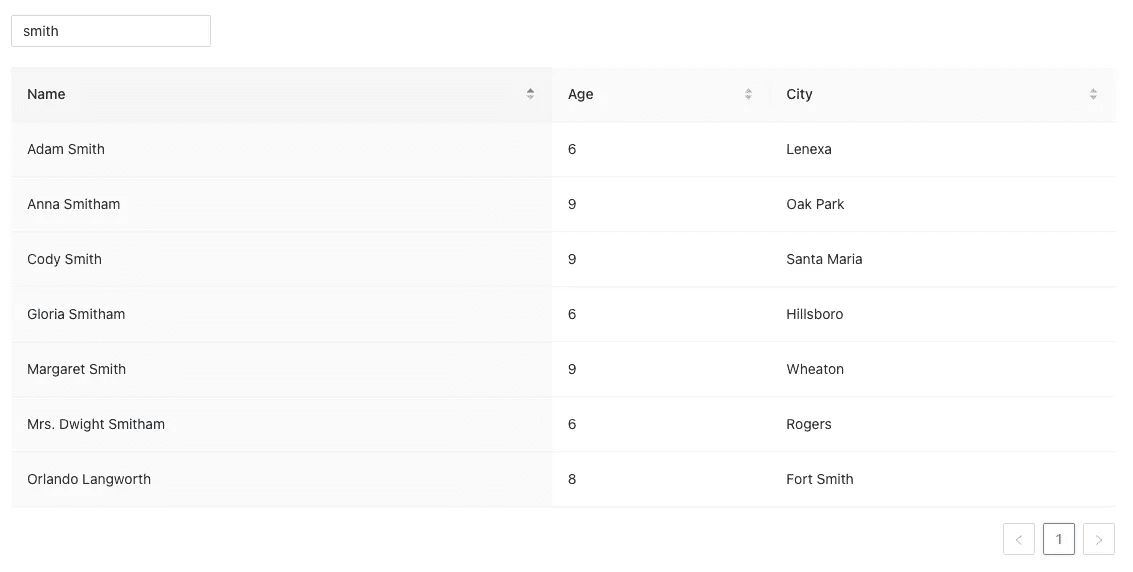 smith
Name Age City
Adam Smith 6 Lenexa
Anna Smitham 9 Oak Park
Cody Smith 9 Santa Maria
Gloria Smitham 6 Hillsboro
Margaret Smith 9 Wheaton
Mrs. Dwight Smitham 6 Rogers
Orlando Langworth 8 Fort Smith
1